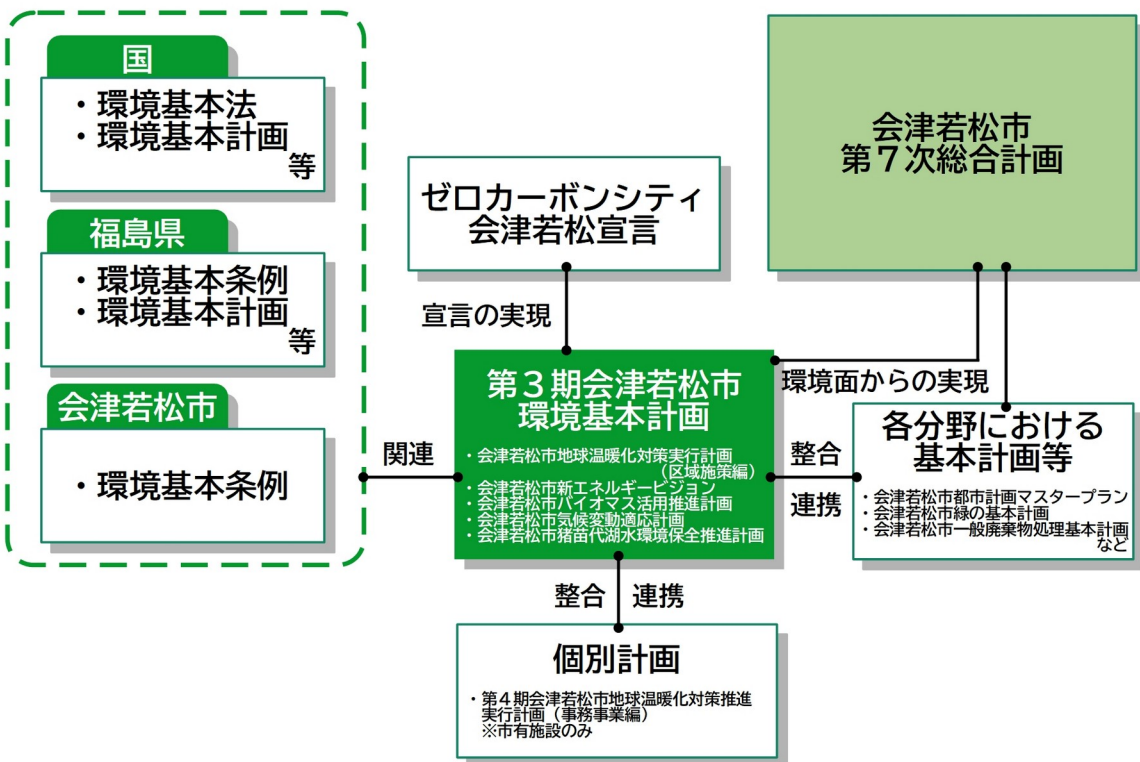 国
・環境基本法
・環境基本計画
等
福島県
・環境基本条例
・環境基本計画
等
会津若松市
・環境基本条例
関連
ゼロカーボンシティ
会津若松宣言
宣言の実現
会津若松市
第７次総合計画
環境面からの実現
第３期会津若松市
環境基本計画
・会津若松市地球温暖化対策実行計画
（区域施策編）
・会津若松市新エネルギービジョン
・会津若松市バイオマス活用推進計画
・会津若松市気候変動適応計画
・会津若松市猪苗代湖水環境保全推進計画
整合
連携
各分野における
基本計画等
・会津若松市都市計画マスタープラン
・会津若松市緑の基本計画
・会津若松市一般廃棄物処理基本計画
など
整合 連携
個別計画
・第４期会津若松市地球温暖化対策推進
実行計画（事務事業編）
※市有施設のみ